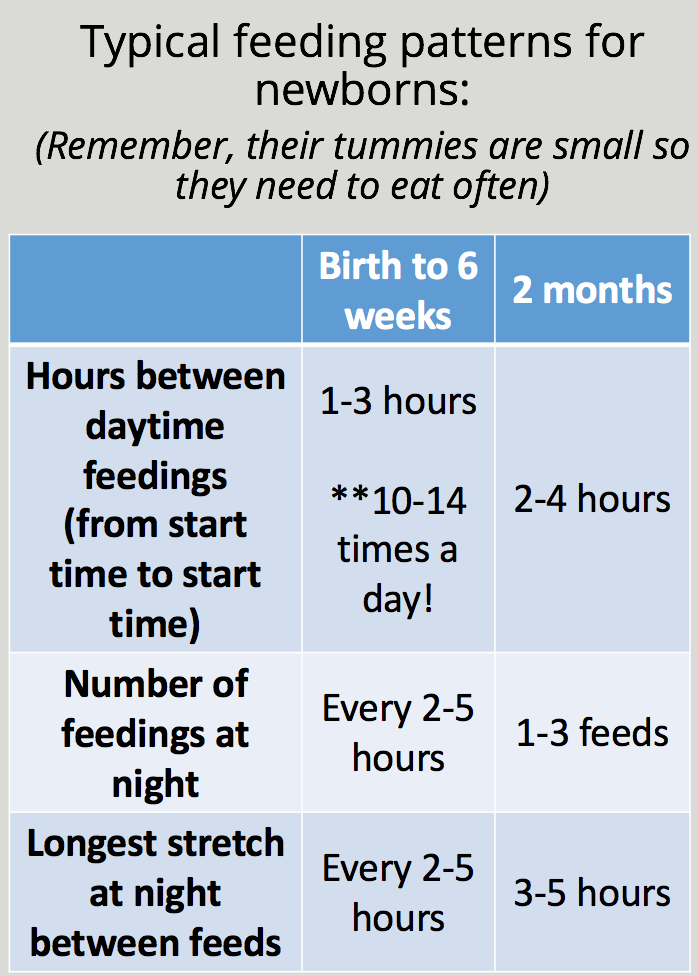 Typical feeding patterns for
newborns:
(Remember, their tummies are small so
they need to eat often)
Birth to 6
weeks
2 months
Hours between
daytime
feedings
(from start
time to start
time)
1-3 hours
**10-14
times a
day!
2-4 hours
Number of
feedings at
night
Every 2-5
hours
1-3 feeds
Longest stretch
at night
between feeds
Every 2-5
hours
3-5 hours